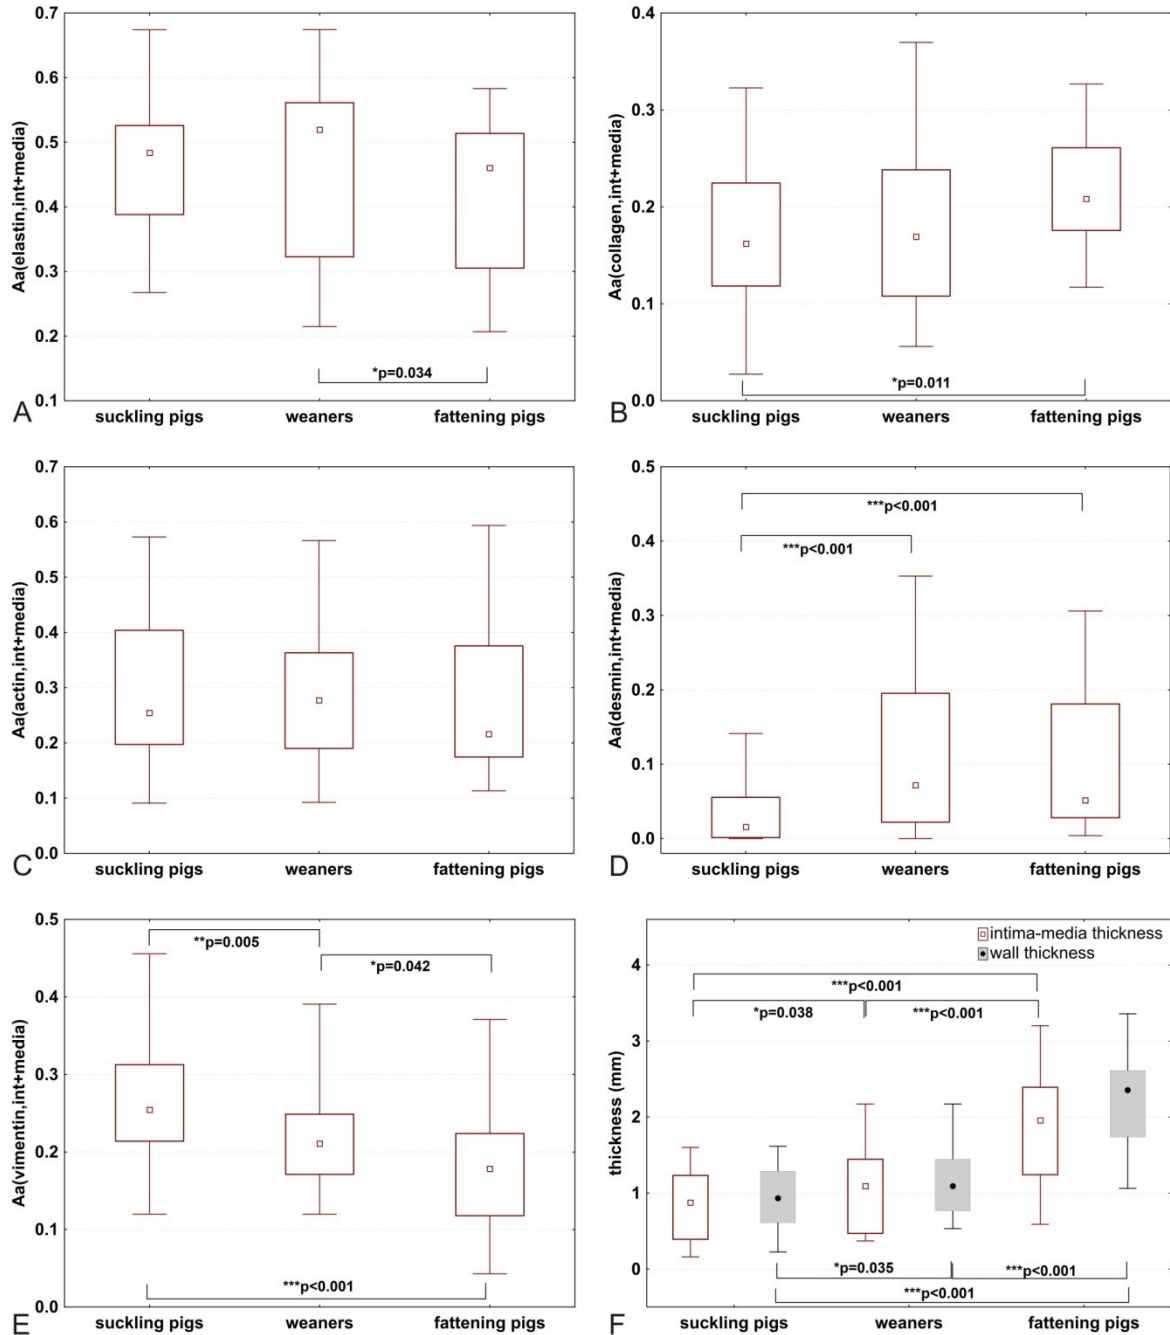 Aa(elastin,int+media)
0.7
0.6
0.5
0.4
0.3
0.2
0.1
*p=0.034
suckling pigs weaners fattening pigs
A
Aa(collagen,int+media)
0.4
0.3
0.2
0.1
0.0
*p=0.011
suckling pigs weaners fattening pigs
B
Aa(actin,int+media)
0.7
0.6
0.5
0.4
0.3
0.2
0.1
0.0
suckling pigs weaners fattening pigs
C
Aa(desmin,int+media)
0.5
0.4
0.3
0.2
0.1
0.0
***p<0.001
***p<0.001
suckling pigs weaners fattening pigs
D
Aa(vimentin,int+media)
0.5
0.4
0.3
0.2
0.1
0.0
**p=0.005
*p=0.042
***p<0.001
suckling pigs weaners fattening pigs
E
thickness (mm)
4
3
2
1
0
intima-media thickness
wall thickness
***p<0.001
*p=0.038 ***p<0.001
*p=0.035 ***p<0.001
***p<0.001
suckling pigs weaners fattening pigs
F